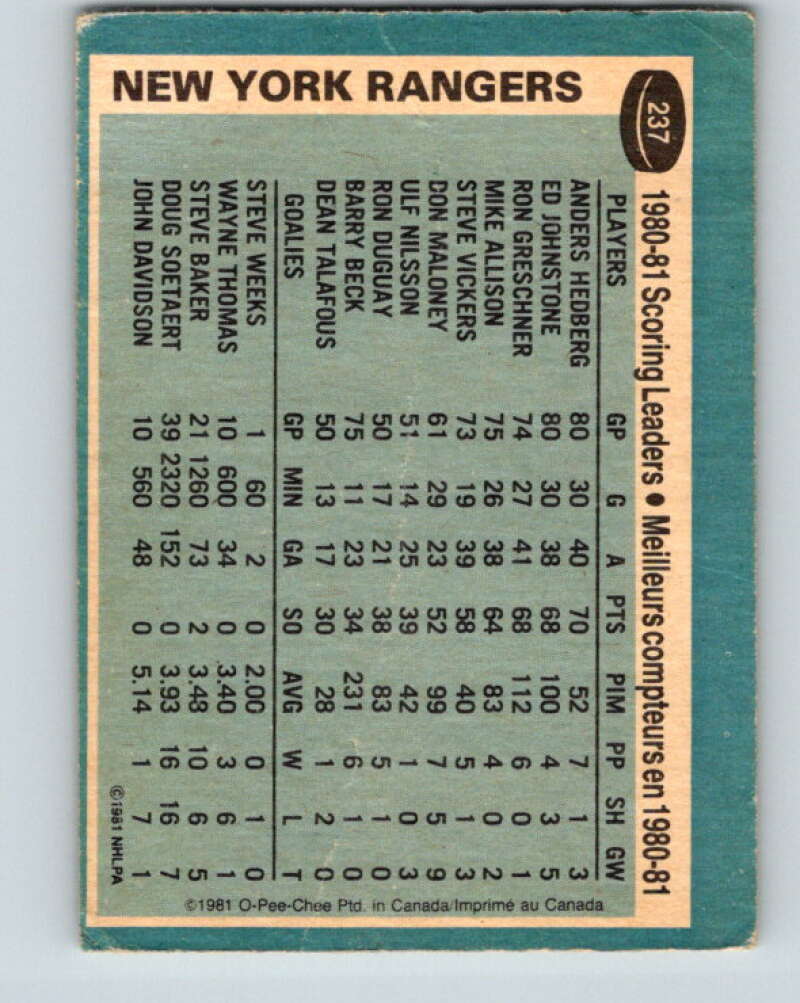 NEW YORK RANGERS
237
1980-81 Scoring Leaders • Meilleurs compteurs en 1980-81
PLAYERS GP G A PTS PIM PP SH GW
ANDERS HEDBERG 80 30 40 70 52 7 1 3
ED JOHNSTONE 80 30 38 68 100 4 3 5
RON GRESCHNER 74 27 41 68 112 6 0 1
MIKE ALLISON 75 26 38 64 83 4 0 2
STEVE VICKERS 73 19 39 58 40 5 1 3
DON MALONEY 61 29 23 52 99 7 5 9
ULF NILSSON 51 14 25 39 42 1 0 3
RON DUGUAY 50 17 21 38 83 5 1 0
BARRY BECK 75 11 23 34 231 6 1 0
DEAN TALAFOUS 50 13 17 30 28 1 2 0
GOALIES GP MIN GA SO AVG W L T
STEVE WEEKS 1 60 2 0 2.00 0 1 0
WAYNE THOMAS 10 600 34 0 3.40 3 6 1
STEVE BAKER 21 1260 73 2 3.48 10 6 5
DOUG SOETAERT 39 2320 152 0 3.93 16 16 7
JOHN DAVIDSON 10 560 48 0 5.14 1 7 1
©1981 NHLPA
©1981 O-Pee-Chee Ptd. in Canada/Imprimé au Canada